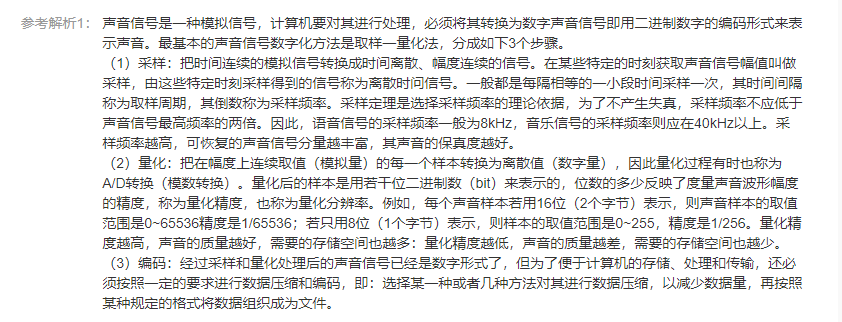 参考解析1： 声音信号是一种模拟信号，计算机要对其进行处理，必须将其转换为数字声音信号即用二进制数字的编码形式来表
示声音。最基本的声音信号数字化方法是取样－量化法，分成如下3个步骤。
（1）采样：把时间连续的模拟信号转换成时间离散、幅度连续的信号。在某些特定的时刻获取声音信号幅值叫做
采样，由这些特定时刻采样得到的信号称为离散时问信号。一般都是每隔相等的一小段时间采样一次，其时间间隔
称为取样周期，其倒数称为采样频率。采样定理是选择采样频率的理论依据，为了不产生失真，采样频率不应低于
声音信号最高频率的两倍。因此，语音信号的采样频率一般为8kHz，音乐信号的采样频率则应在40kHz以上。采
样频率越高，可恢复的声音信号分量越丰富，其声音的保真度越好。
（2）量化：把在幅度上连续取值（模拟量）的每一个样本转换为离散值（数字量），因此量化过程有时也称为
A/D转换（模数转换）。量化后的样本是用若干位二进制数（bit）来表示的，位数的多少反映了度量声音波形幅度
的精度，称为量化精度，也称为量化分辨率。例如，每个声音样本若用16位（2个字节）表示，则声音样本的取值
范围是0~65536精度是1/65536；若只用8位（1个字节）表示，则样本的取值范围是0~255，精度是1/256。量化精
度越高，声音的质量越好，需要的存储空间也越多：量化精度越低，声音的质量越差，需要的存储空间也越少。
（3）编码：经过采样和量化处理后的声音信号已经是数字形式了，但为了便于计算机的存储、处理和传输，还必
须按照一定的要求进行数据压缩和编码，即：选择某一种或者几种方法对其进行数据压缩，以减少数据量，再按照
某种规定的格式将数据组织成为文件。